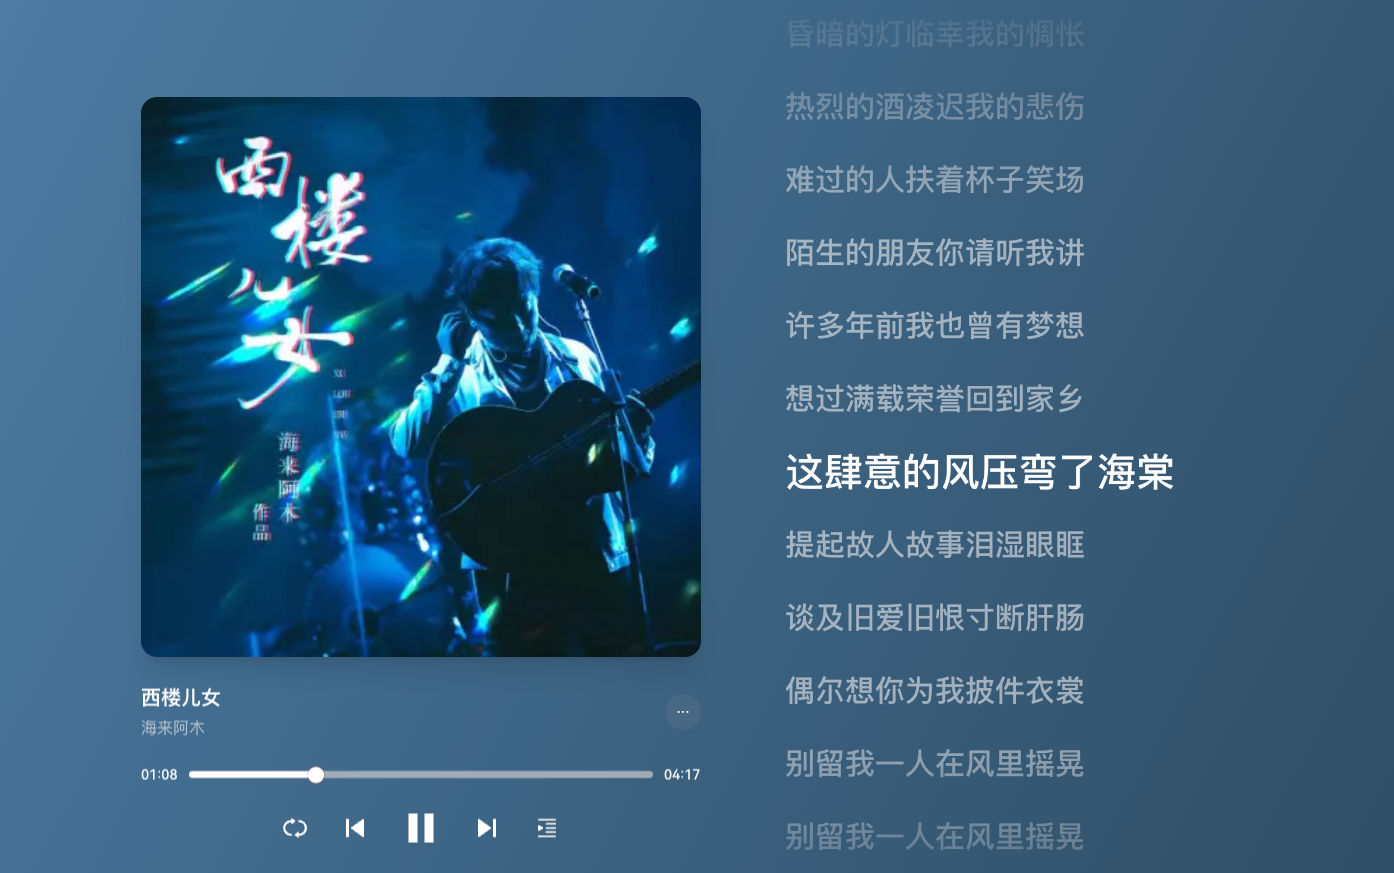 西
楼
儿
女
XI
LOU
海来阿木
作品
西楼儿女
海来阿木
...
01:08
04:17
昏暗的灯临幸我的惆怅
热烈的酒凌迟我的悲伤
难过的人扶着杯子笑场
陌生的朋友你请听我讲
许多年前我也曾有梦想
想过满载荣誉回到家乡
这肆意的风压弯了海棠
提起故人故事泪湿眼眶
谈及旧爱旧恨寸断肝肠
偶尔想你为我披件衣裳
别留我一人在风里摇晃
别留我一人在风里摇晃